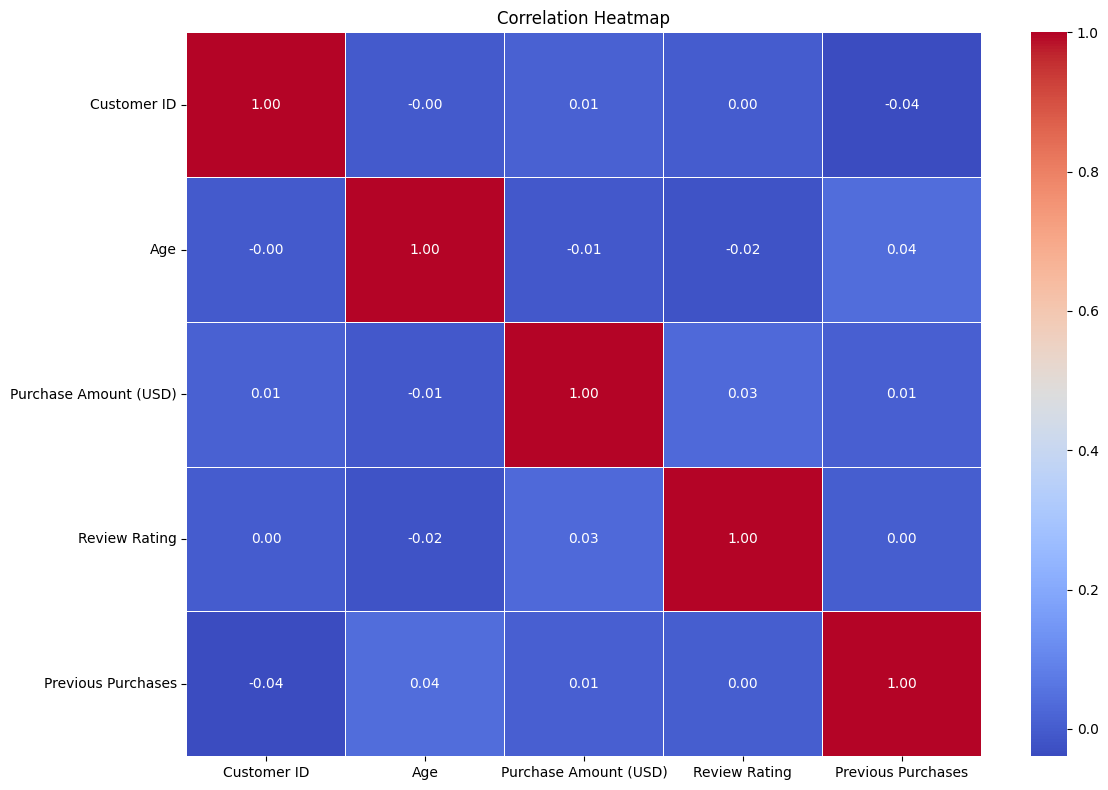 Correlation Heatmap
Customer ID 1.00 -0.00 0.01 0.00 -0.04
Age -0.00 1.00 -0.01 -0.02 0.04
Purchase Amount (USD) 0.01 -0.01 1.00 0.03 0.01
Review Rating 0.00 -0.02 0.03 1.00 0.00
Previous Purchases -0.04 0.04 0.01 0.00 1.00
Customer ID Age Purchase Amount (USD) Review Rating Previous Purchases
1.0
0.8
0.6
0.4
0.2
0.0